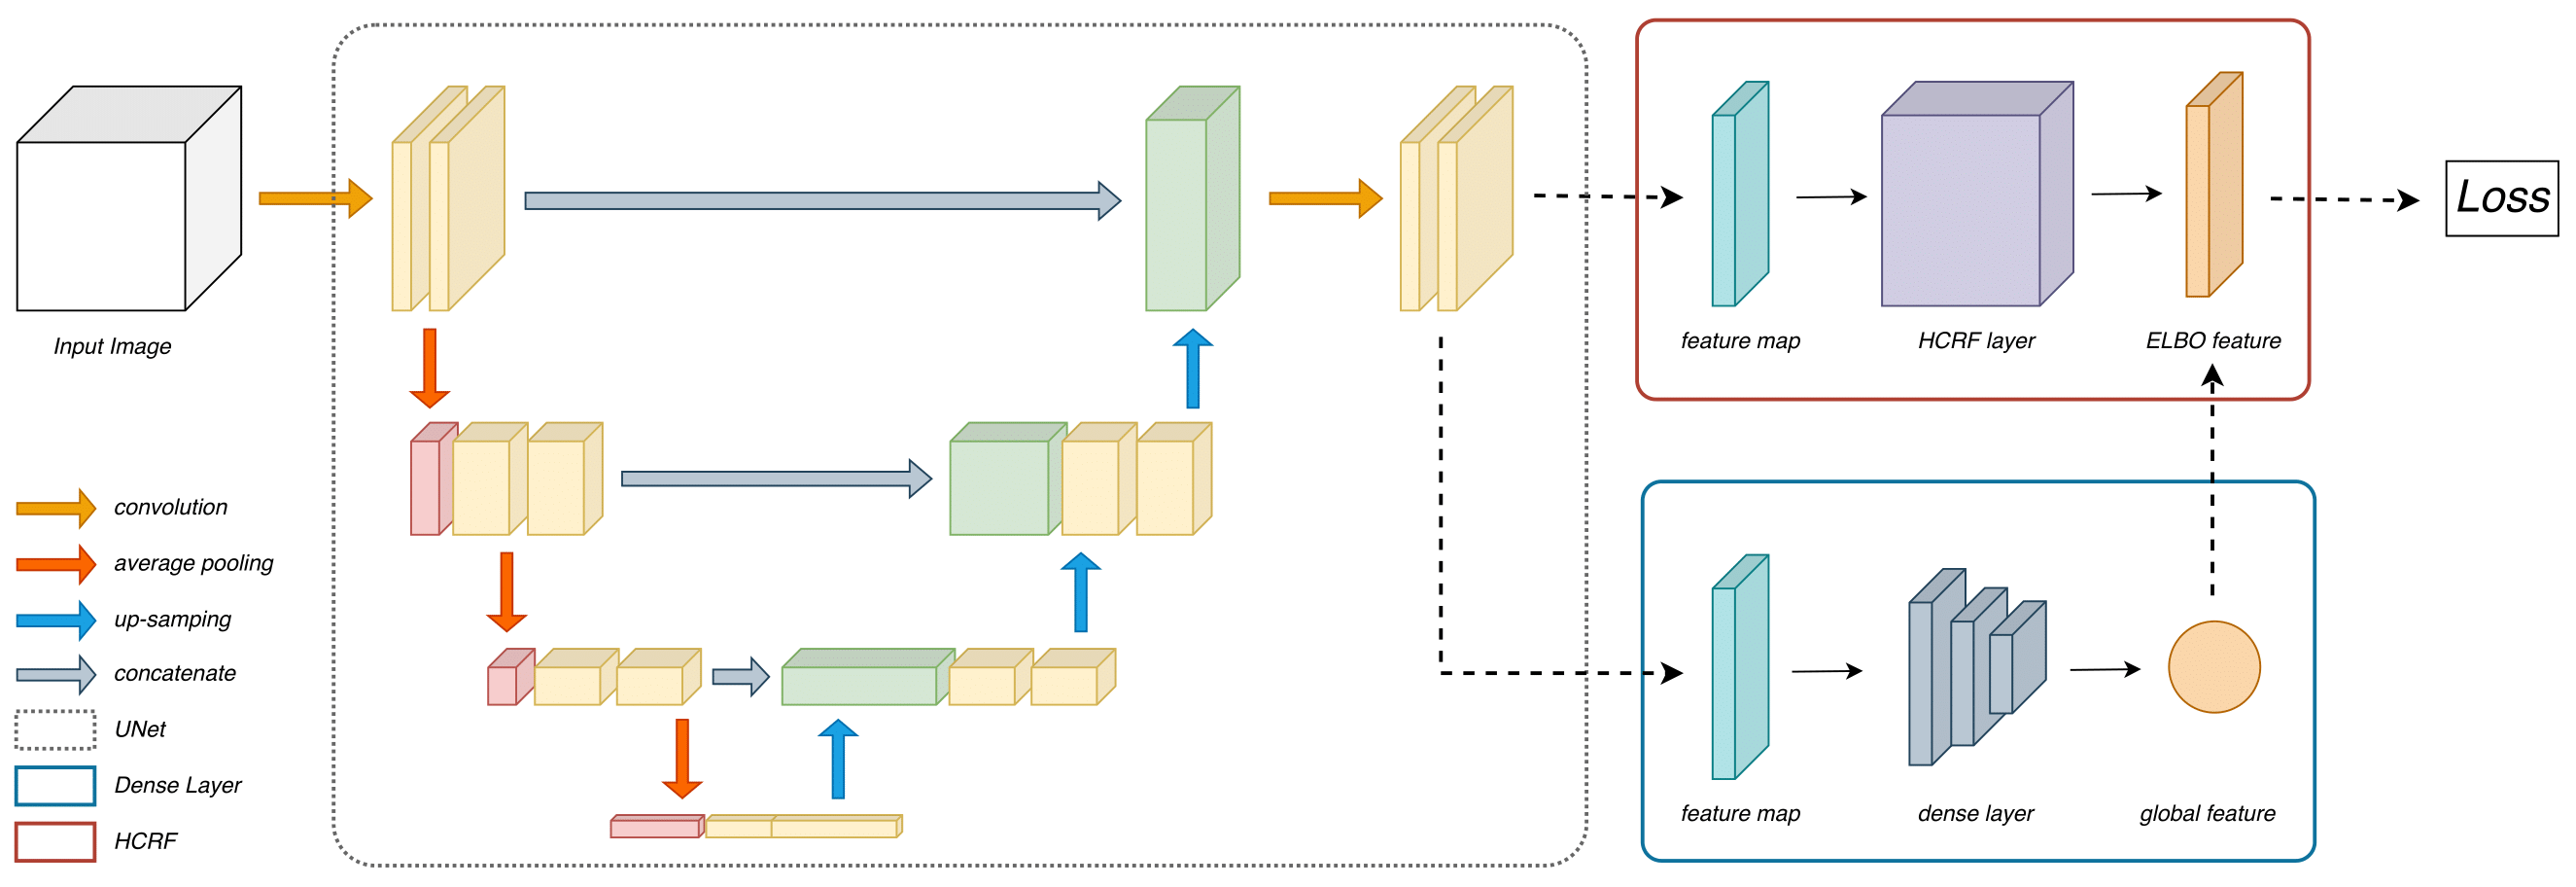 Input Image
convolution
average pooling
up-samping
concatenate
UNet
Dense Layer
HCRF
feature map
HCRF layer
ELBO feature
Loss
feature map
dense layer
global feature